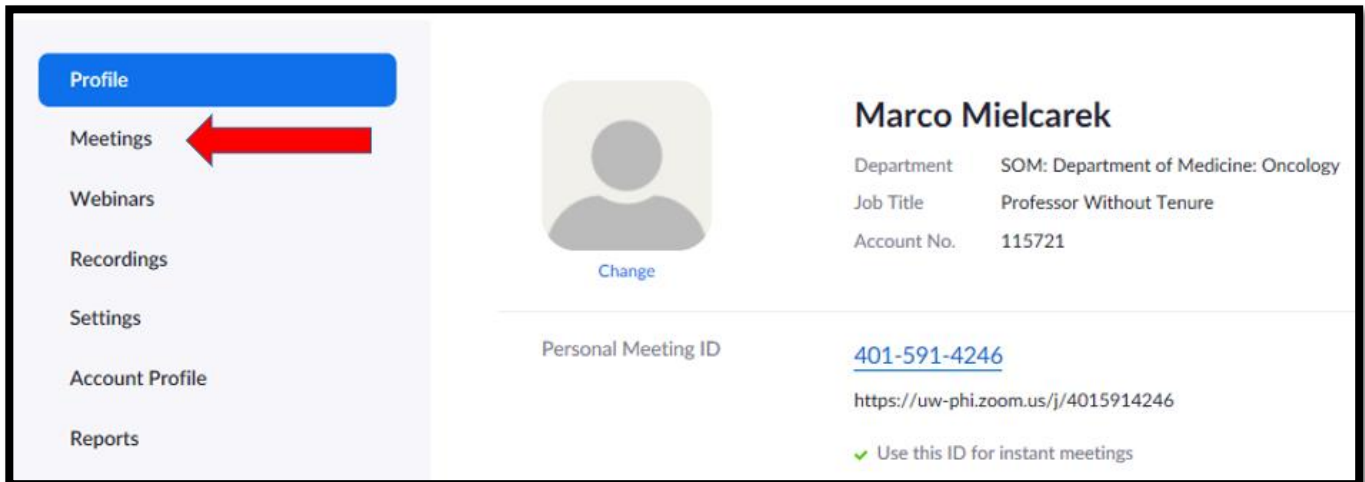 Profile
Meetings
Webinars
Recordings
Settings
Account Profile
Reports
Change
Marco Mielcarek
Department SOM: Department of Medicine: Oncology
Job Title Professor Without Tenure
Account No. 115721
Personal Meeting ID 401-591-4246
https://uw-phi.zoom.us/j/4015914246
Use this ID for instant meetings